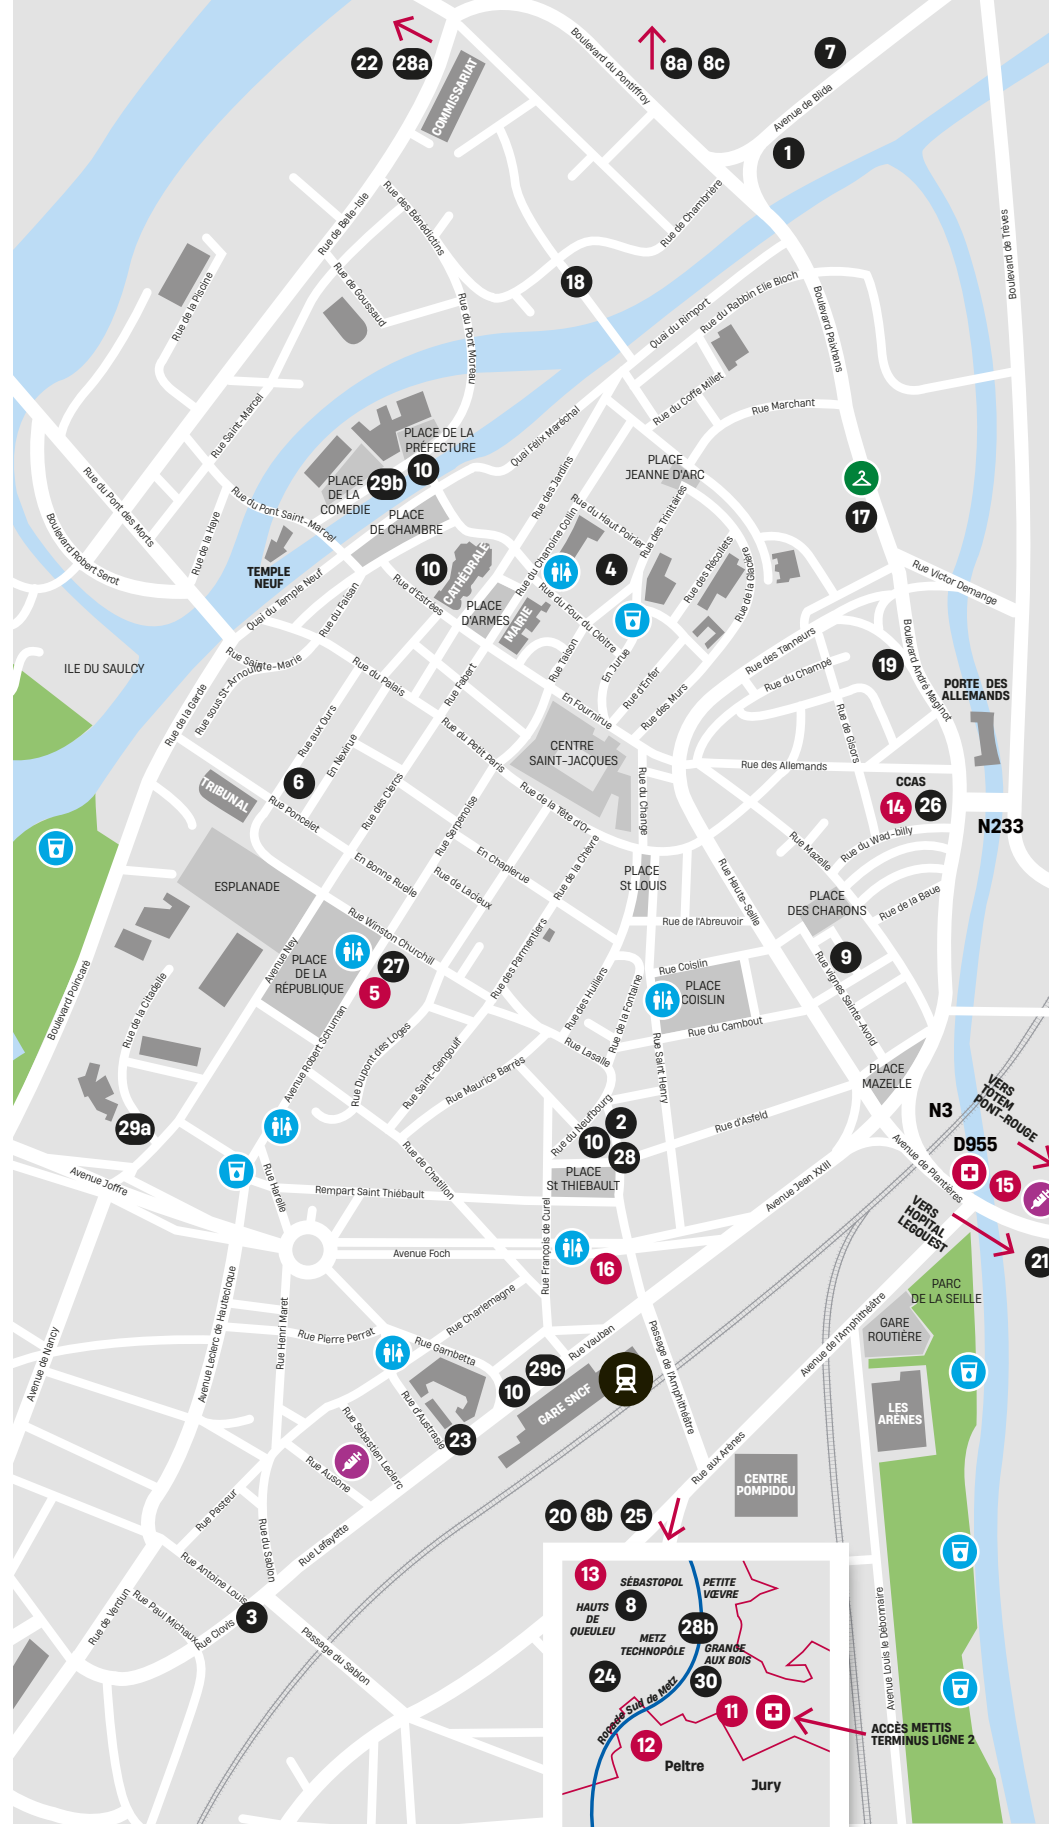 22
28a
8a
8c
7
1
COMMISSARIAT
Boulevard du Pontiffroy
Avenue de Blida
Boulevard de Trèves
Rue de Belle-Isle
Rue des Bénédictins
Rue de Chambrière
Rue de la Piscine
Rue de Goussaud
Rue du Pont Moreau
18
Quai du Rimport
Rue du Rabbin Elie Bloch
Boulevard Paixhans
Rue du Coffe Millet
Rue Marchant
Rue Saint-Marcel
PLACE DE LA
PRÉFECTURE
10
29b
PLACE
DE LA
COMEDIE
PLACE
DE CHAMBRE
Quai Félix Maréchal
PLACE
JEANNE D'ARC
17
Rue du Pont des Morts
Boulevard Robert Serot
Rue de la Haye
Rue du Pont Saint-Marcel
TEMPLE
NEUF
Quai du Temple Neuf
Rue du Faisan
Rue d'Estrées
10
CATHÉDRALE
PLACE
D'ARMES
MAIRIE
Rue des Jardins
Rue du Chanoine Collin
Rue du Haut Poirier
Rue des Trinitaires
4
Rue du Four du Cloître
Rue des Récollets
Rue de la Glacière
Rue Victor Demange
ILE DU SAULCY
Rue Sainte-Marie
Rue sous St-Arnould
Rue de la Garde
Rue du Palais
Rue Fabert
Rue Taison
En Jurue
Rue d'Enfer
Rue des Murs
En Fournirue
Rue des Tanneurs
Rue du Champé
19
Boulevard André Maginot
PORTE DES
ALLEMANDS
Rue du Petit Paris
CENTRE
SAINT-JACQUES
Rue de Gisors
Rue des Allemands
Rue aux Ours
En Nexirue
6
TRIBUNAL
Rue Poncelet
Rue des Clercs
Rue Serpenoise
Rue de la Tête d'Or
Rue du Change
CCAS
14
26
N233
Rue Mazelle
Rue du Wad-billy
ESPLANADE
En Bonne Ruelle
Rue de Lacieux
En Chaplerue
Rue de la Chèvre
PLACE
St LOUIS
Rue Haute-Seille
PLACE
DES CHARONS
Rue de la Baue
Rue de l'Abreuvoir
Rue Winston Churchill
Avenue Ney
PLACE
DE LA
RÉPUBLIQUE
27
5
Rue des Parmentiers
Rue Coislin
PLACE
COISLIN
9
Rue vignes Sainte-Avold
Boulevard Poincaré
Rue de la Citadelle
Avenue Robert Schuman
Rue Dupont des Loges
Rue Saint-Gengoulf
Rue des Huiliers
Rue de la Fontaine
Rue Lasalle
Rue Saint Henry
Rue du Cambout
Rue Maurice Barrès
PLACE
MAZELLE
29a
Rue du Neufbourg
2
10
28
Rue d'Asfeld
N3
D955
VERS
TOTEM
PONT-ROUGE
15
Avenue de Plantières
VERS
HOPITAL
LEGOUEST
21
Avenue Joffre
Rue Harelle
Rue de Chatillon
Rempart Saint Thiébault
PLACE
St THIEBAULT
Avenue Jean XXIII
Avenue Foch
Rue François de Curel
16
PARC
DE LA SEILLE
GARE
ROUTIÈRE
Avenue de l'Amphithéâtre
Avenue de Nancy
Avenue Leclerc de Hautecloque
Rue Henri Maret
Rue Pierre Perrat
Rue Charlemagne
Rue Gambetta
Rue Vauban
Passage de l'Amphithéâtre
29c
10
GARE SNCF
LES
ARÈNES
Rue d'Australie
Rue Sebastien Leclerc
23
Rue Ausone
Rue aux Arènes
CENTRE
POMPIDOU
Rue Pasteur
Rue du Sablon
Rue Lafayette
20
8b
25
Rue Antoine Louis
Rue de Verdun
Rue Paul Michaux
Rue Clovis
3
Passage du Sablon
Avenue Louis le Debonnaire
13
SÉBASTOPOL
PETITE
VŒVRE
HAUTS
DE
QUEULEU
8
METZ
TECHNOPÔLE
28b
GRANGE
AUX BOIS
24
30
Rocade Sud de Metz
11
12
Peltre
Jury
ACCÈS METTIS
TERMINUS LIGNE 2